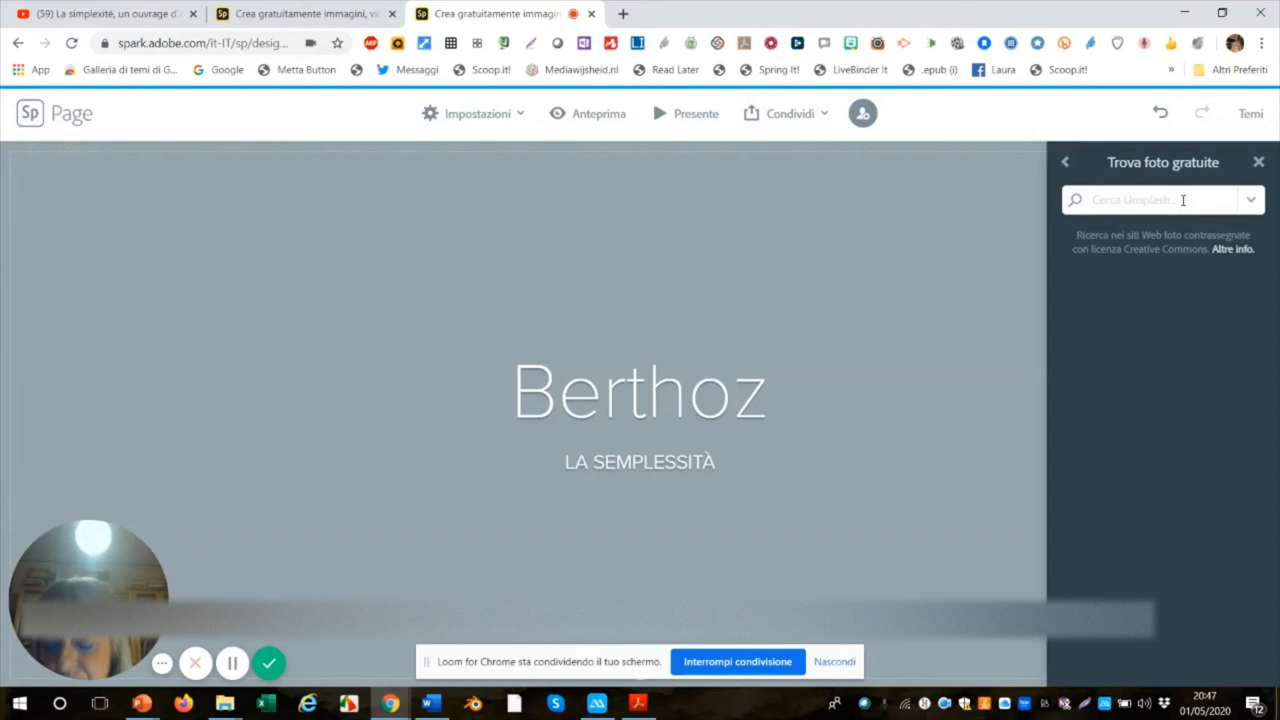 (59) La simplexité, un ouvrage d'
Crea gratuitamente immagini, vi
Crea gratuitamente immagin
spark.adobe.com/it-IT/sp/desig...
App
Galleria di temi di G...
Google
Metta Button
Messaggi
Scoop.it!
Mediawijsheid.nl
Read Later
Spring It!
LiveBinder It
.epub (i)
Laura
Scoop.it!
»
Altri Preferiti
Sp Page
Impostazioni
Anteprima
Presente
Condividi
Temi
Trova foto gratuite
Cerca Unsplash...
Ricerca nei siti Web foto contrassegnate
con licenza Creative Commons. Altre info.
Berthoz
LA SEMPLESSITÀ
Loom for Chrome sta condividendo il tuo schermo.
Interrompi condivisione
Nascondi
20:47
01/05/2020
12